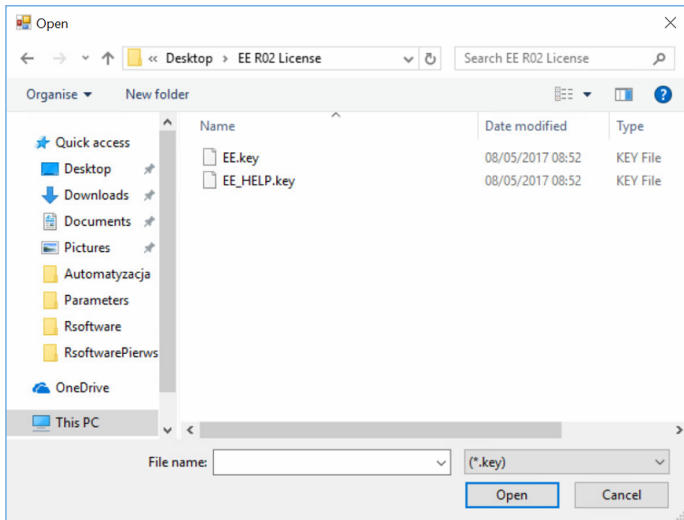 Open
« Desktop › EE R02 License
Search EE R02 License
Organise
New folder
Name
Date modified
Type
EE.key
08/05/2017 08:52
KEY File
EE_HELP.key
08/05/2017 08:52
KEY File
Quick access
Desktop
Downloads
Documents
Pictures
Automatyzacja
Parameters
Rsoftware
RsoftwarePierws
OneDrive
This PC
File name:
(*.key)
Open
Cancel